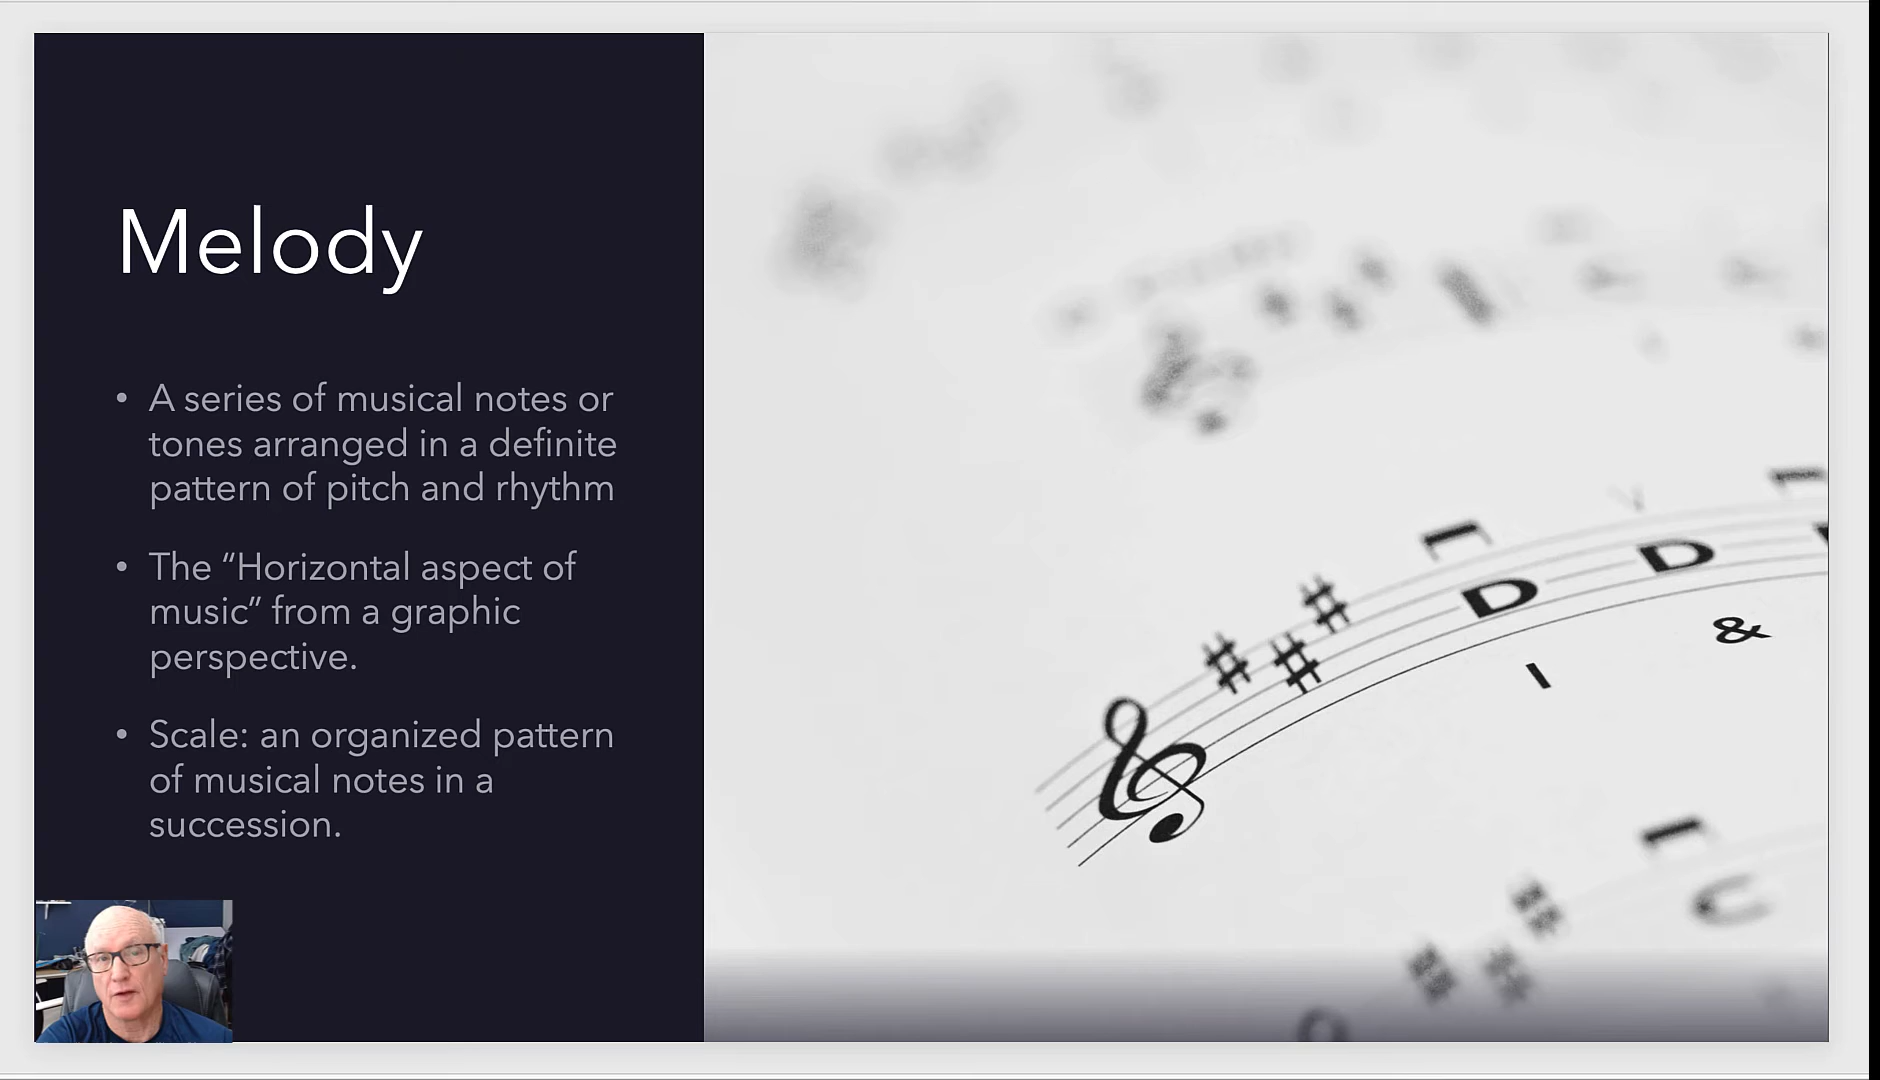 Melody
• A series of musical notes or
tones arranged in a definite
pattern of pitch and rhythm
• The “Horizontal aspect of
music” from a graphic
perspective.
• Scale: an organized pattern
of musical notes in a
succession.
D D
I &
C